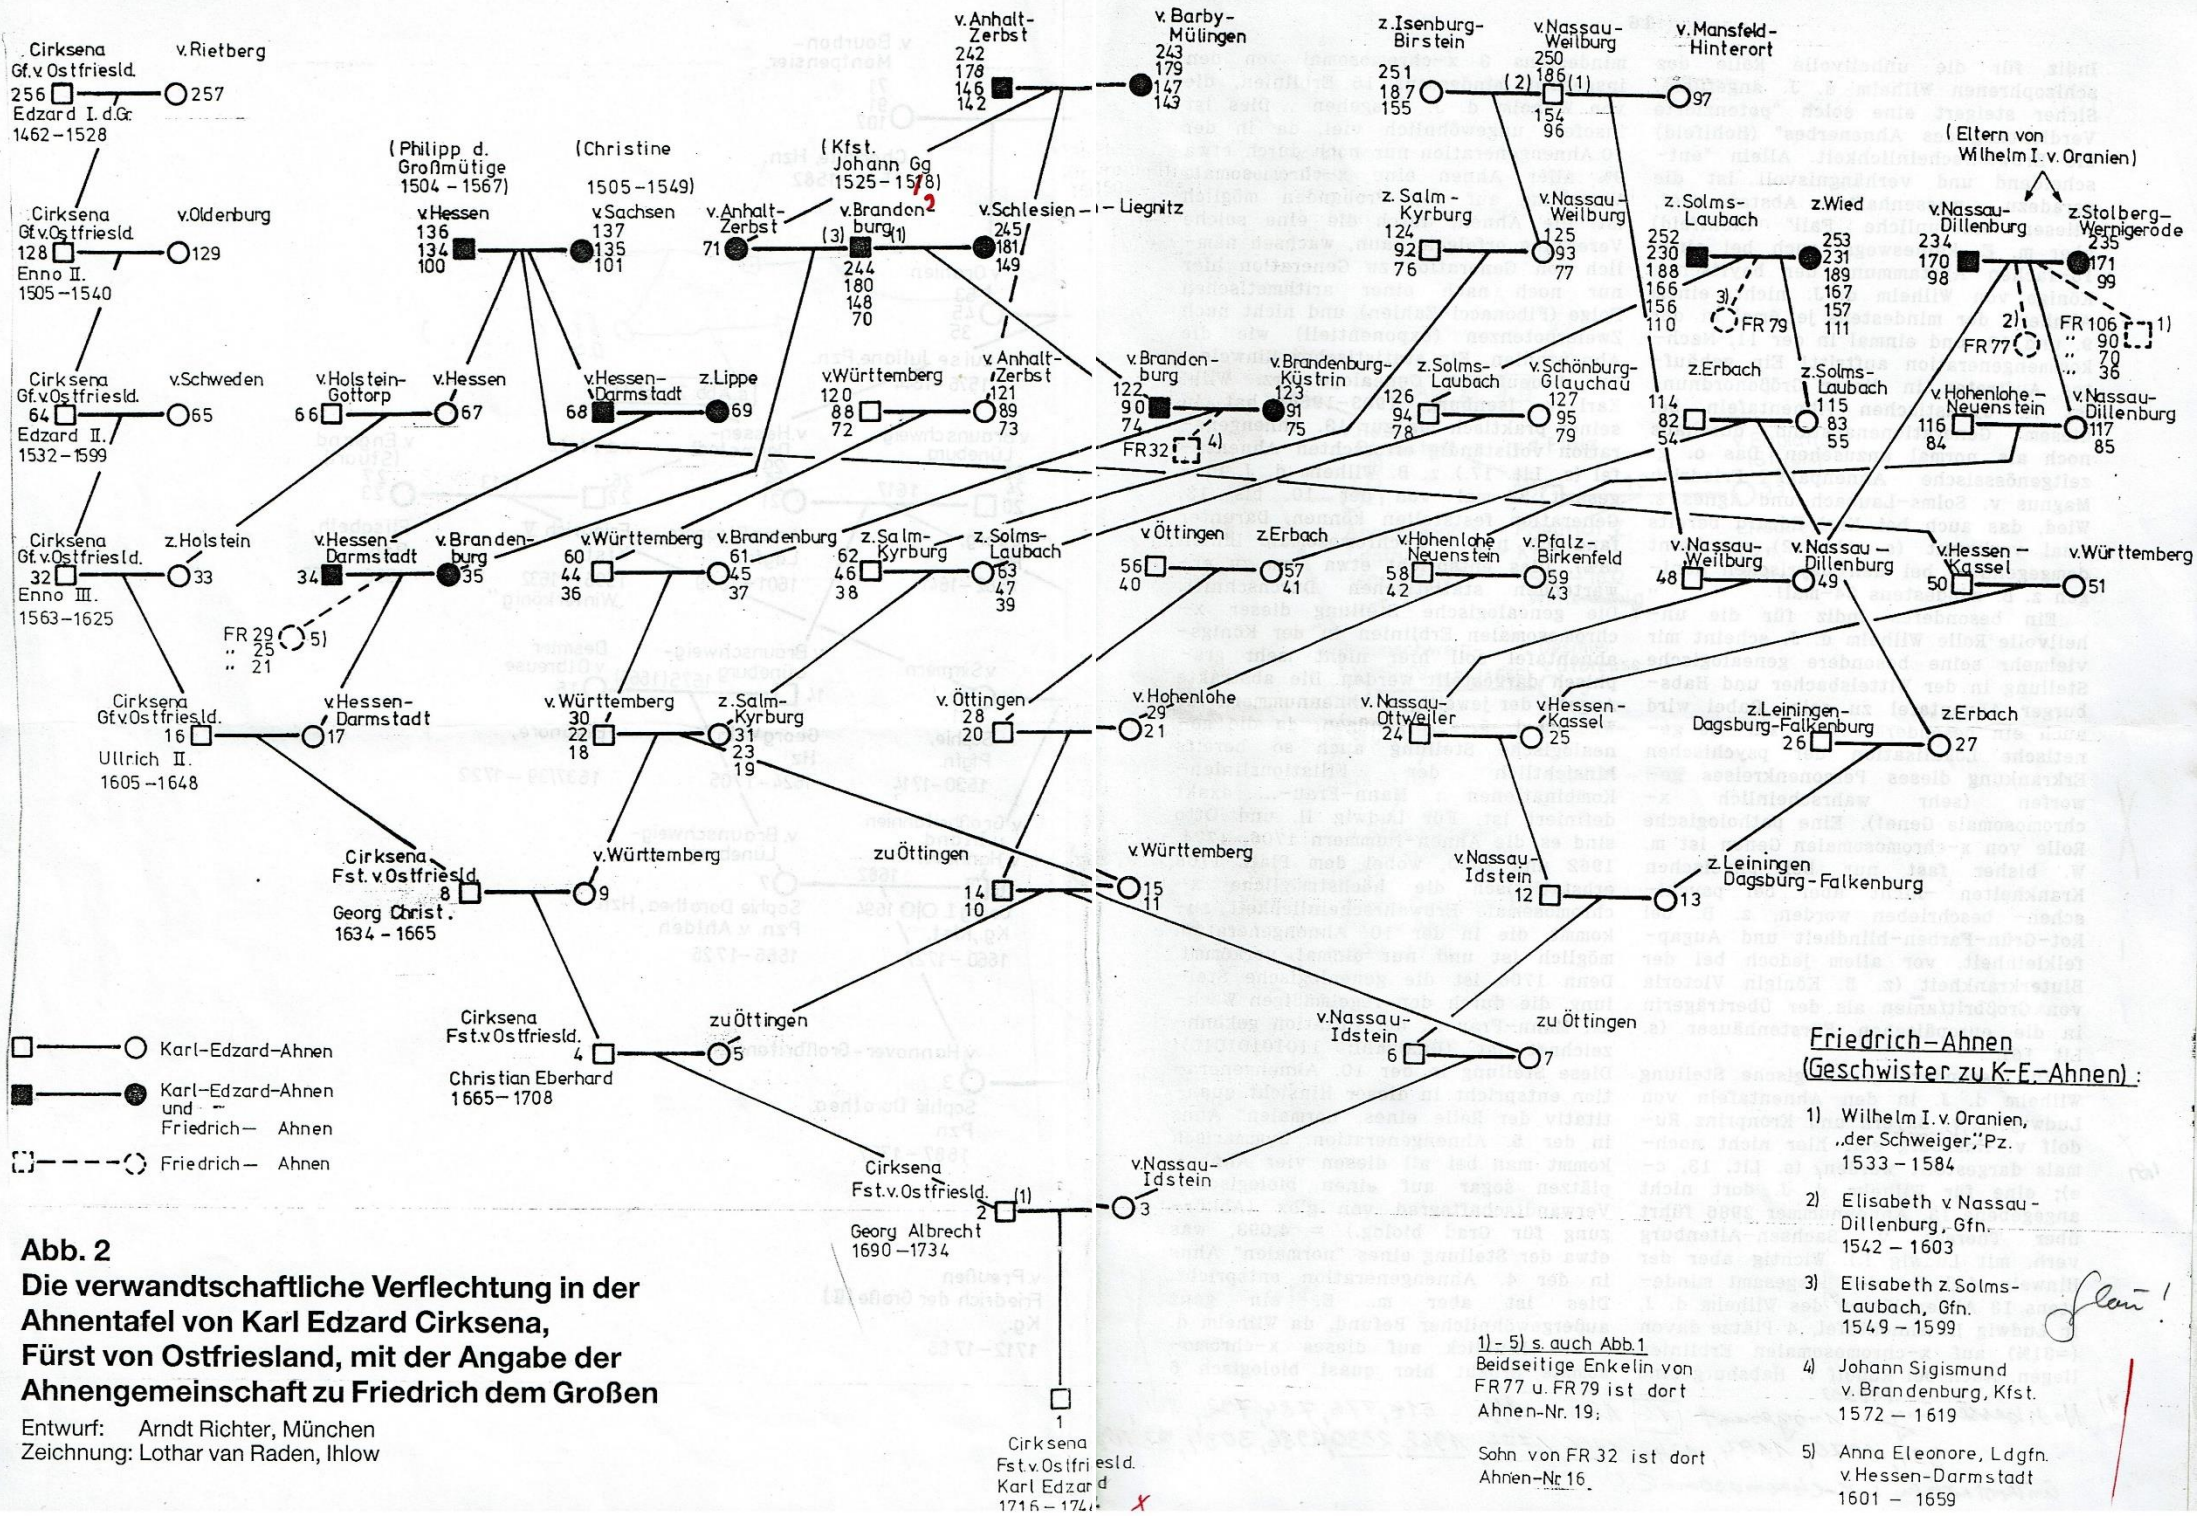 Cirksena
Gf.v.Ostfriesld.
256
Edzard I. d.Gr.
1462–1528
v.Rietberg
257
v.Anhalt-
Zerbst
242
178
146
142
v.Barby-
Mülingen
243
179
147
143
z.Isenburg-
Birstein
251
187
155
(2)
v.Nassau-
Weilburg
250
186
(1)
154
96
v.Mansfeld-
Hinterort
97
(Eltern von
Wilhelm I.v.Oranien)
Cirksena
Gf.v.Ostfriesld.
128
Enno II.
1505–1540
v.Oldenburg
129
(Philipp d.
Großmütige
1504–1567)
v.Hessen
136
134
100
(Christine
1505–1549)
v.Sachsen
137
135
101
v.Anhalt-
Zerbst
71
(Kfst.
Johann Gg
1525–1518)
2
v.Branden-
burg
(3)
(1)
244
180
148
70
v.Schlesien-
Liegnitz
245
181
149
z.Salm-
Kyrburg
124
92
76
v.Nassau-
Weilburg
125
93
77
z.Solms-
Laubach
252
230
188
166
156
110
z.Wied
253
231
189
167
157
111
3)
FR79
v.Nassau-
Dillenburg
234
170
98
z.Stolberg-
Wernigerode
235
171
99
2)
FR77
FR 106
1)
" 90
" 70
" 36
Cirksena
Gf.v.Ostfriesld.
64
Edzard II.
1532–1599
v.Schweden
65
v.Holstein-
Gottorp
66
v.Hessen
67
v.Hessen-
Darmstadt
68
z.Lippe
69
v.Württemberg
120
88
72
v.Anhalt-
Zerbst
121
89
73
v.Branden-
burg
122
90
74
v.Brandenburg-
Küstrin
123
91
75
FR32
4)
z.Solms-
Laubach
126
94
78
v.Schönburg-
Glauchau
127
95
79
z.Erbach
114
82
54
z.Solms-
Laubach
115
83
55
v.Hohenlohe-
Neuenstein
116
84
v.Nassau-
Dillenburg
117
85
Cirksena
Gf.v.Ostfriesld.
32
Enno III.
1563–1625
z.Holstein
33
v.Hessen-
Darmstadt
34
v.Branden-
burg
35
FR 29
5)
" 25
" 21
v.Württemberg
60
44
36
v.Brandenburg
61
45
37
z.Salm-
Kyrburg
62
46
38
z.Solms-
Laubach
63
47
39
v.Öttingen
56
40
z.Erbach
57
41
v.Hohenlohe
Neuenstein
58
42
v.Pfalz-
Birkenfeld
59
43
v.Nassau-
Weilburg
48
v.Nassau-
Dillenburg
49
v.Hessen-
Kassel
50
v.Württemberg
51
Cirksena
Gf.v.Ostfriesld.
16
Ullrich II.
1605–1648
v.Hessen-
Darmstadt
17
v.Württemberg
30
22
18
z.Salm-
Kyrburg
31
23
19
v.Öttingen
28
20
v.Hohenlohe
29
21
v.Nassau-
Ottweiler
24
v.Hessen-
Kassel
25
z.Leiningen-
Dagsburg-Falkenburg
26
z.Erbach
27
Cirksena
Fst.v.Ostfriesld.
8
Georg Christ.
1634–1665
v.Württemberg
9
zu Öttingen
14
10
v.Württemberg
15
11
v.Nassau-
Idstein
12
z.Leiningen
Dagsburg-Falkenburg
13
Cirksena
Fst.v.Ostfriesld.
4
Christian Eberhard
1665–1708
zu Öttingen
5
v.Nassau-
Idstein
6
zu Öttingen
7
Cirksena
Fst.v.Ostfriesld.
2
(1)
Georg Albrecht
1690–1734
v.Nassau-
Idstein
3
1
Cirksena
Fst.v.Ostfriesld.
Karl Edzard
1716–174
x
Karl-Edzard-Ahnen
Karl-Edzard-Ahnen
und
Friedrich- Ahnen
Friedrich- Ahnen
Abb. 2
Die verwandtschaftliche Verflechtung in der
Ahnentafel von Karl Edzard Cirksena,
Fürst von Ostfriesland, mit der Angabe der
Ahnengemeinschaft zu Friedrich dem Großen
Entwurf: Arndt Richter, München
Zeichnung: Lothar van Raden, Ihlow
Friedrich-Ahnen
(Geschwister zu K.-E.-Ahnen):
1) Wilhelm I.v.Oranien,
"der Schweiger," Pz.
1533–1584
2) Elisabeth v.Nassau-
Dillenburg, Gfn.
1542–1603
3) Elisabeth z.Solms-
Laubach, Gfn.
1549–1599
4) Johann Sigismund
v.Brandenburg, Kfst.
1572–1619
5) Anna Eleonore, Ldgfn.
v.Hessen-Darmstadt
1601–1659
1)–5) s. auch Abb.1
Beidseitige Enkelin von
FR77 u. FR79 ist dort
Ahnen-Nr. 19;
Sohn von FR 32 ist dort
Ahnen-Nr.16.